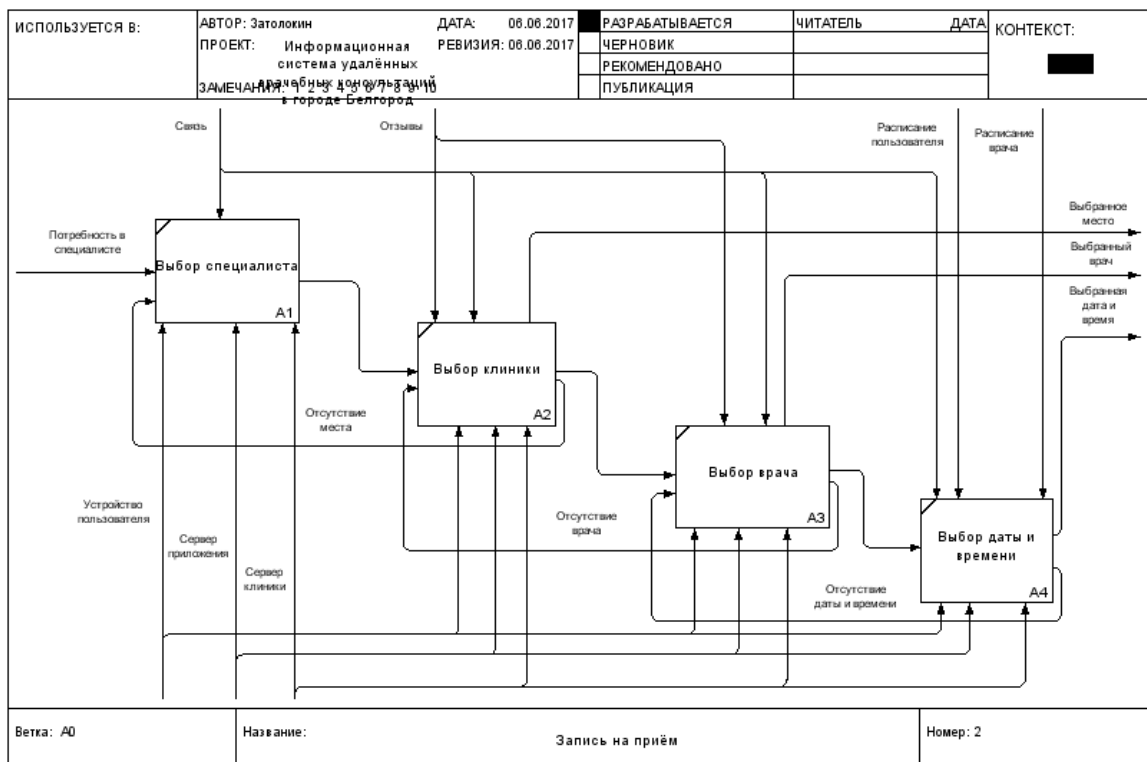 ИСПОЛЬЗУЕТСЯ В:
АВТОР: Затолокин
ДАТА: 06.06.2017
РАЗРАБАТЫВАЕТСЯ
ЧИТАТЕЛЬ
ДАТА
КОНТЕКСТ:
ПРОЕКТ: Информационная
система удалённых
врачебных консультаций
в городе Белгород
РЕВИЗИЯ: 06.06.2017
ЧЕРНОВИК
РЕКОМЕНДОВАНО
ЗАМЕЧАНИЯ: 1 2 3 4 5 6 7 8 9 10
ПУБЛИКАЦИЯ
Связь
Отзывы
Расписание
пользователя
Расписание
врача
Потребность в
специалисте
Выбор специалиста
A1
Выбранное
место
Выбранный
врач
Выбранная
дата и
время
Выбор клиники
A2
Отсутствие
места
Выбор врача
A3
Устройство
пользователя
Отсутствие
врача
Сервер
приложения
Выбор даты и
времени
A4
Сервер
клиники
Отсутствие
даты и времени
Ветка: A0
Название:
Запись на приём
Номер: 2